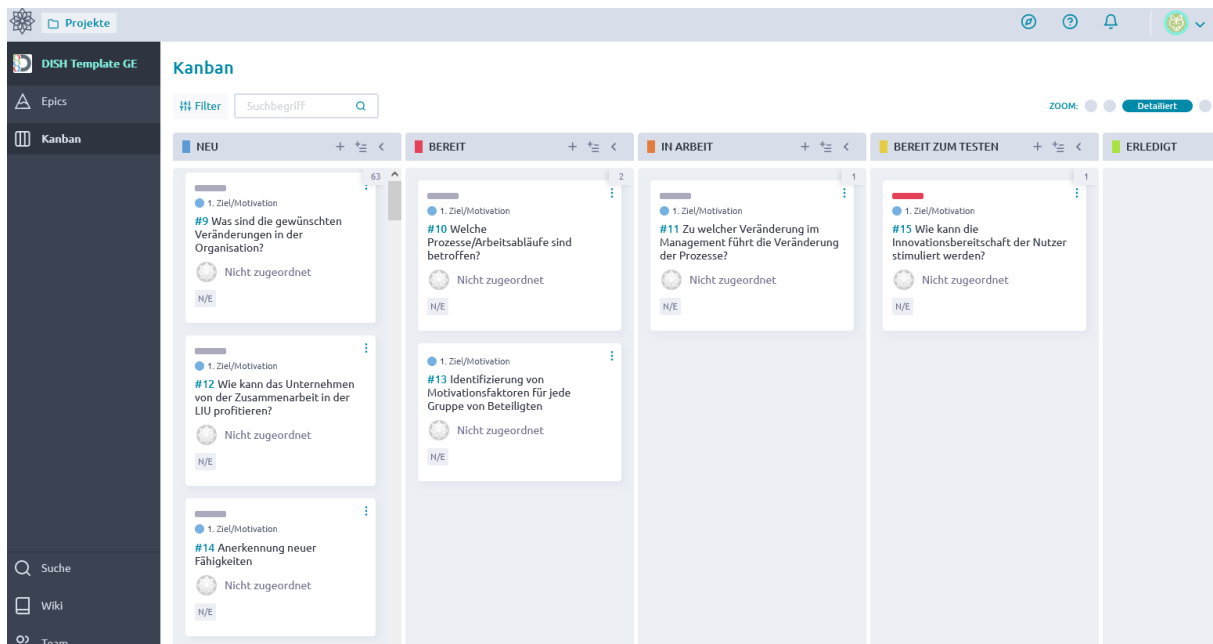 Projekte
DISH Template GE
Epics
Kanban
Suche
Wiki
Team
Kanban
Filter
Suchbegriff
ZOOM:
Detailiert
NEU
63
1. Ziel/Motivation
#9 Was sind die gewünschten
Veränderungen in der
Organisation?
Nicht zugeordnet
N/E
1. Ziel/Motivation
#12 Wie kann das Unternehmen
von der Zusammenarbeit in der
LIU profitieren?
Nicht zugeordnet
N/E
1. Ziel/Motivation
#14 Anerkennung neuer
Fähigkeiten
Nicht zugeordnet
N/E
BEREIT
2
1. Ziel/Motivation
#10 Welche
Prozesse/Arbeitsabläufe sind
betroffen?
Nicht zugeordnet
N/E
1. Ziel/Motivation
#13 Identifizierung von
Motivationsfaktoren für jede
Gruppe von Beteiligten
Nicht zugeordnet
N/E
IN ARBEIT
1
1. Ziel/Motivation
#11 Zu welcher Veränderung im
Management führt die Veränderung
der Prozesse?
Nicht zugeordnet
N/E
BEREIT ZUM TESTEN
1
1. Ziel/Motivation
#15 Wie kann die
Innovationsbereitschaft der Nutzer
stimuliert werden?
Nicht zugeordnet
N/E
ERLEDIGT